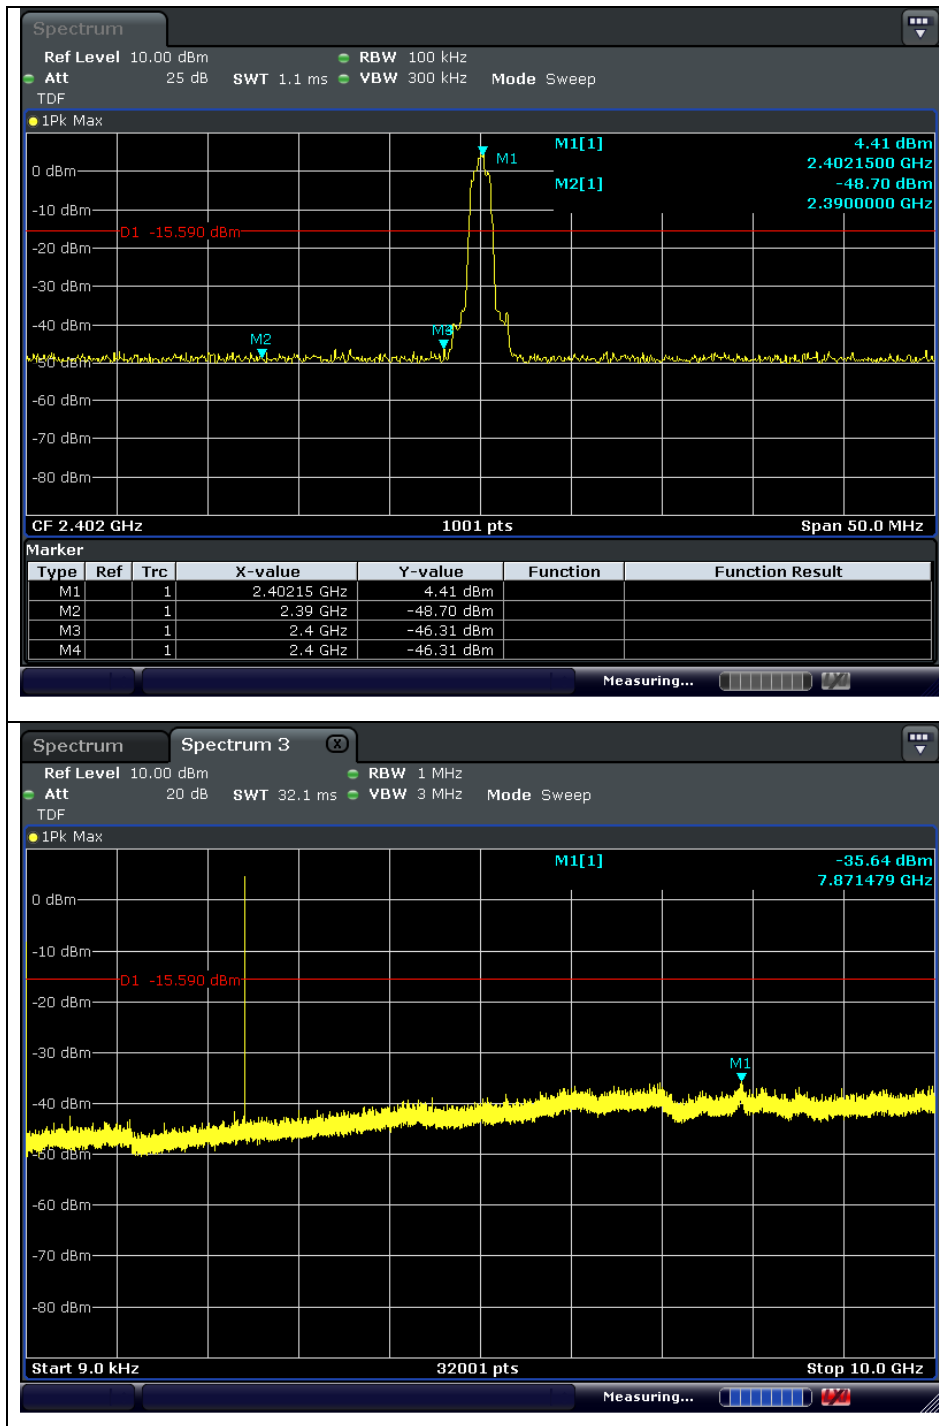 Spectrum
Ref Level 10.00 dBm RBW 100 kHz
Att 25 dB SWT 1.1 ms VBW 300 kHz Mode Sweep
TDF
1Pk Max
M1[1] 4.41 dBm
2.4021500 GHz
M2[1] -48.70 dBm
2.3900000 GHz
M1
0 dBm
-10 dBm
D1 -15.590 dBm
-20 dBm
-30 dBm
-40 dBm
M2
M3
-50 dBm
-60 dBm
-70 dBm
-80 dBm
CF 2.402 GHz 1001 pts Span 50.0 MHz
Marker
Type Ref Trc X-value Y-value Function Function Result
M1 1 2.40215 GHz 4.41 dBm
M2 1 2.39 GHz -48.70 dBm
M3 1 2.4 GHz -46.31 dBm
M4 1 2.4 GHz -46.31 dBm
Measuring...
Spectrum Spectrum 3 X
Ref Level 10.00 dBm RBW 1 MHz
Att 20 dB SWT 32.1 ms VBW 3 MHz Mode Sweep
TDF
1Pk Max
M1[1] -35.64 dBm
7.871479 GHz
0 dBm
-10 dBm
D1 -15.590 dBm
-20 dBm
-30 dBm
M1
-40 dBm
-50 dBm
-60 dBm
-70 dBm
-80 dBm
Start 9.0 kHz 32001 pts Stop 10.0 GHz
Measuring...